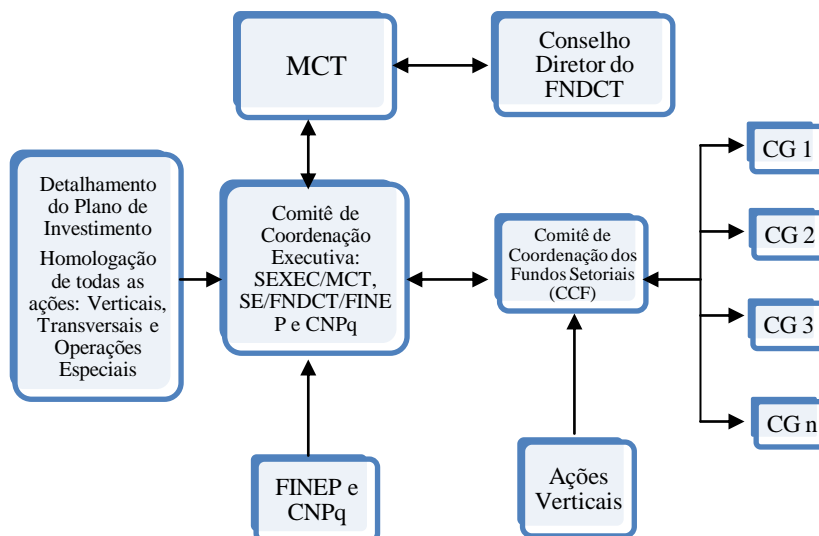 MCT
Conselho
Diretor do
FNDCT
Detalhamento
do Plano de
Investimento
Homologação
de todas as
ações: Verticais,
Transversais e
Operações
Especiais
Comitê de
Coordenação
Executiva:
SEXEC/MCT,
SE/FNDCT/FINE
P e CNPq
Comitê de
Coordenação dos
Fundos Setoriais
(CCF)
CG 1
CG 2
CG 3
CG n
FINEP e
CNPq
Ações
Verticais